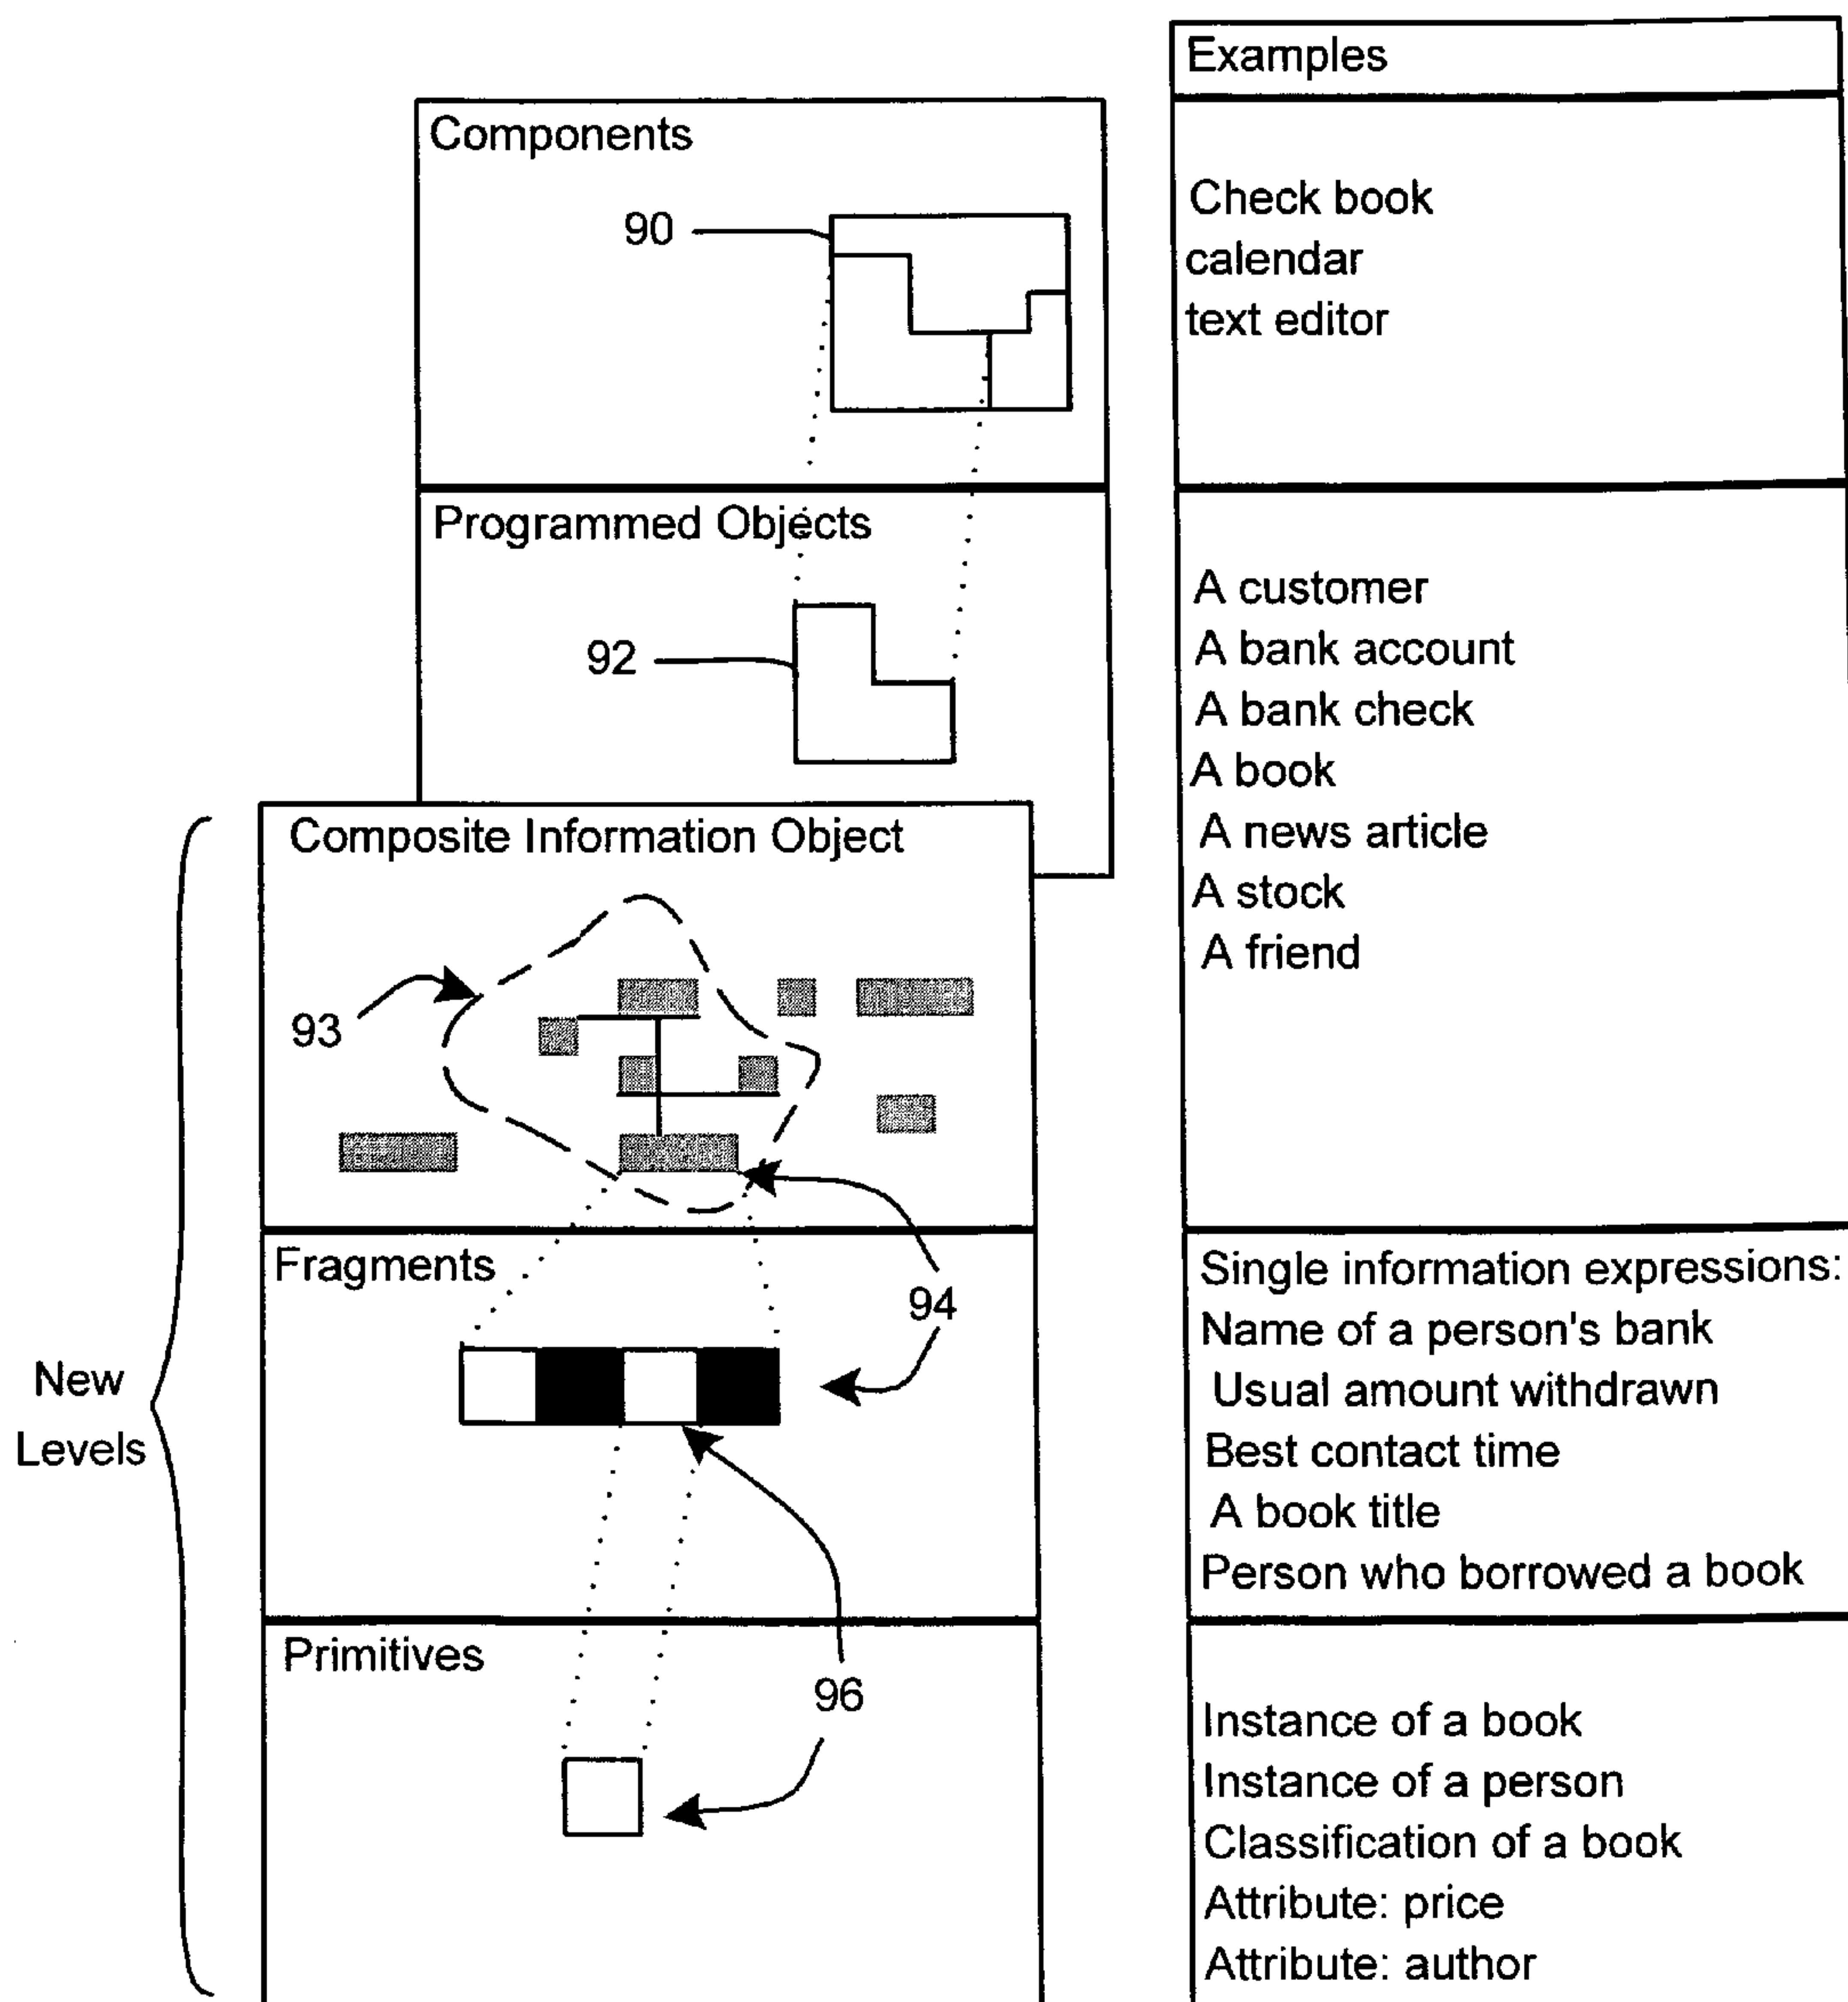 Examples
Components
90
Check book
calendar
text editor
Programmed Objects
92
A customer
A bank account
A bank check
A book
A news article
A stock
A friend
Composite Information Object
93
Fragments
94
Single information expressions:
Name of a person's bank
Usual amount withdrawn
Best contact time
A book title
Person who borrowed a book
New
Levels
Primitives
96
Instance of a book
Instance of a person
Classification of a book
Attribute: price
Attribute: author